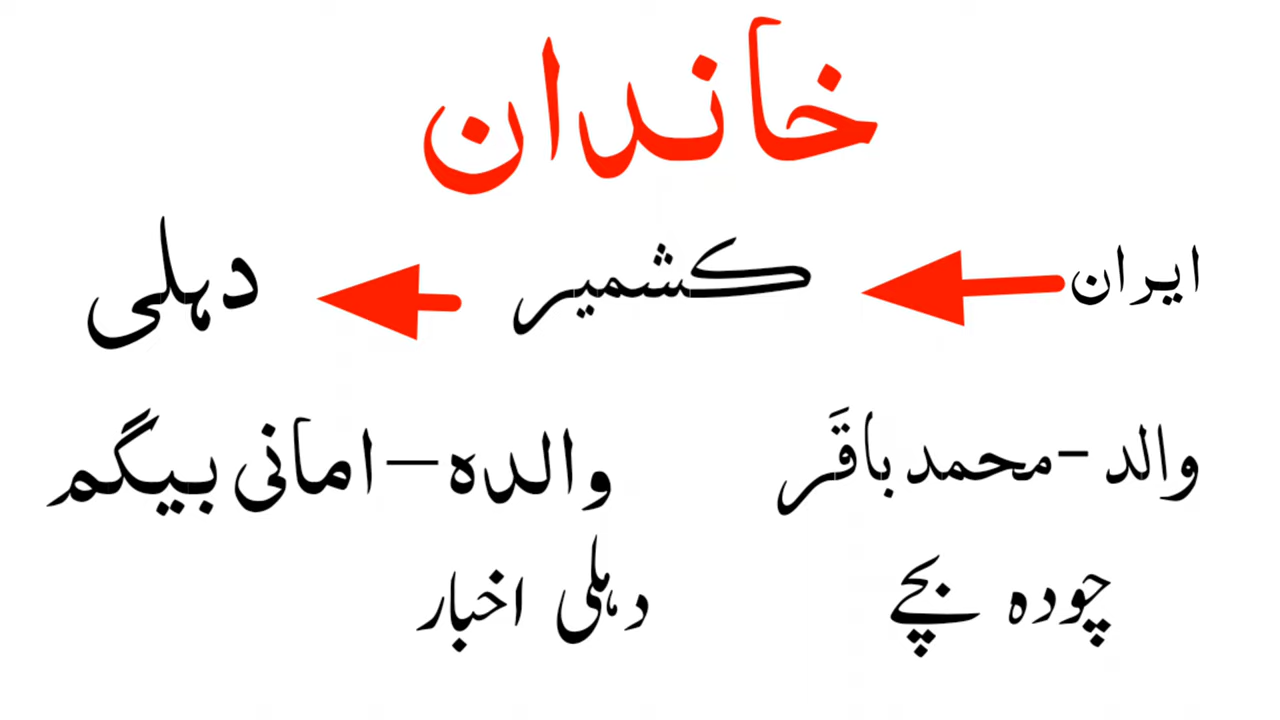 خاندان
ایران کشمیر دہلی
والد - محمد باقَر والدہ – امانی بیگم
چودہ بچے دہلی اخبار